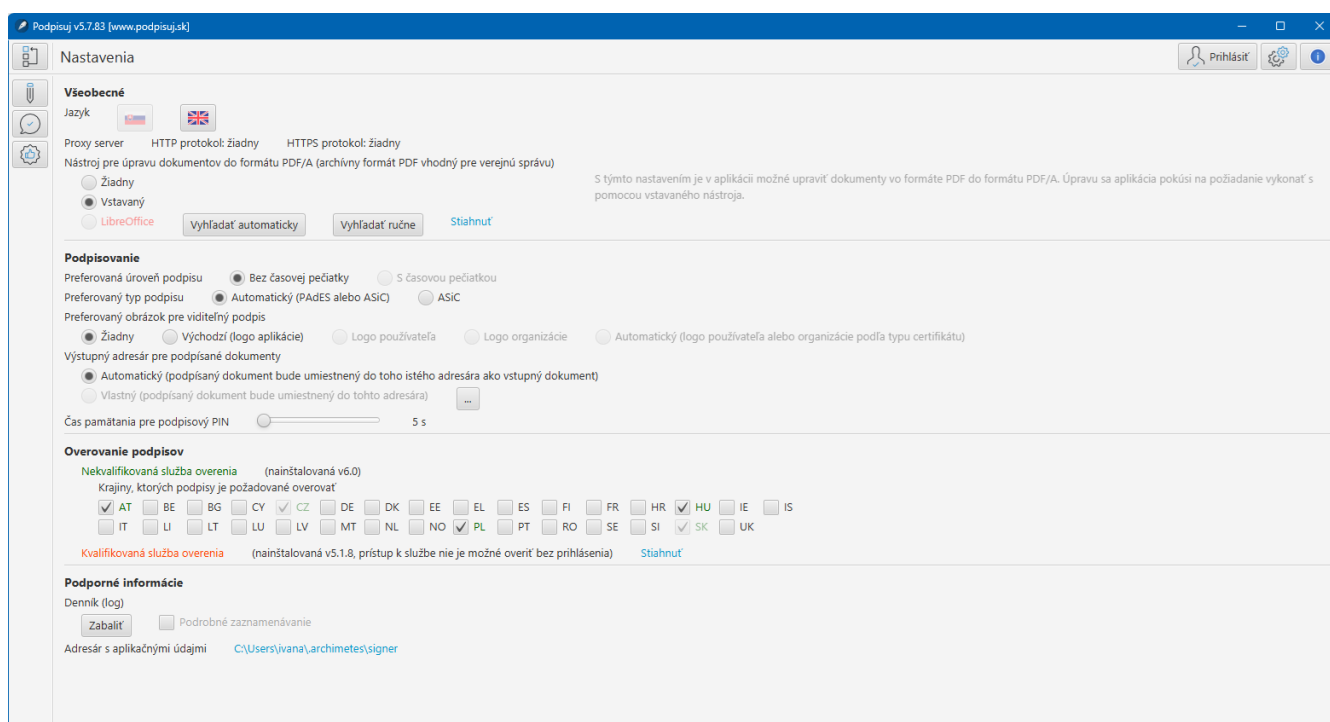 Podpisuj v5.7.83 [www.podpisuj.sk]
Nastavenia
Prihlásiť
Všeobecné
Jazyk
Proxy server HTTP protokol: žiadny HTTPS protokol: žiadny
Nástroj pre úpravu dokumentov do formátu PDF/A (archívny formát PDF vhodný pre verejnú správu)
Žiadny
Vstavaný
LibreOffice Vyhľadať automaticky Vyhľadať ručne Stiahnuť
S týmto nastavením je v aplikácii možné upraviť dokumenty vo formáte PDF do formátu PDF/A. Úpravu sa aplikácia pokúsi na požiadanie vykonať s
pomocou vstavaného nástroja.
Podpisovanie
Preferovaná úroveň podpisu Bez časovej pečiatky S časovou pečiatkou
Preferovaný typ podpisu Automatický (PAdES alebo ASiC) ASiC
Preferovaný obrázok pre viditeľný podpis
Žiadny Východzí (logo aplikácie) Logo používateľa Logo organizácie Automatický (logo používateľa alebo organizácie podľa typu certifikátu)
Výstupný adresár pre podpísané dokumenty
Automatický (podpísaný dokument bude umiestnený do toho istého adresára ako vstupný dokument)
Vlastný (podpísaný dokument bude umiestnený do tohto adresára) ...
Čas pamätania pre podpisový PIN 5 s
Overovanie podpisov
Nekvalifikovaná služba overenia (nainštalovaná v6.0)
Krajiny, ktorých podpisy je požadované overovať
AT BE BG CY CZ DE DK EE EL ES FI FR HR HU IE IS
IT LI LT LU LV MT NL NO PL PT RO SE SI SK UK
Kvalifikovaná služba overenia (nainštalovaná v5.1.8, prístup k službe nie je možné overiť bez prihlásenia) Stiahnuť
Podporné informácie
Denník (log)
Zabaliť Podrobné zaznamenávanie
Adresár s aplikačnými údajmi C:\Users\ivana\.archimetes\signer